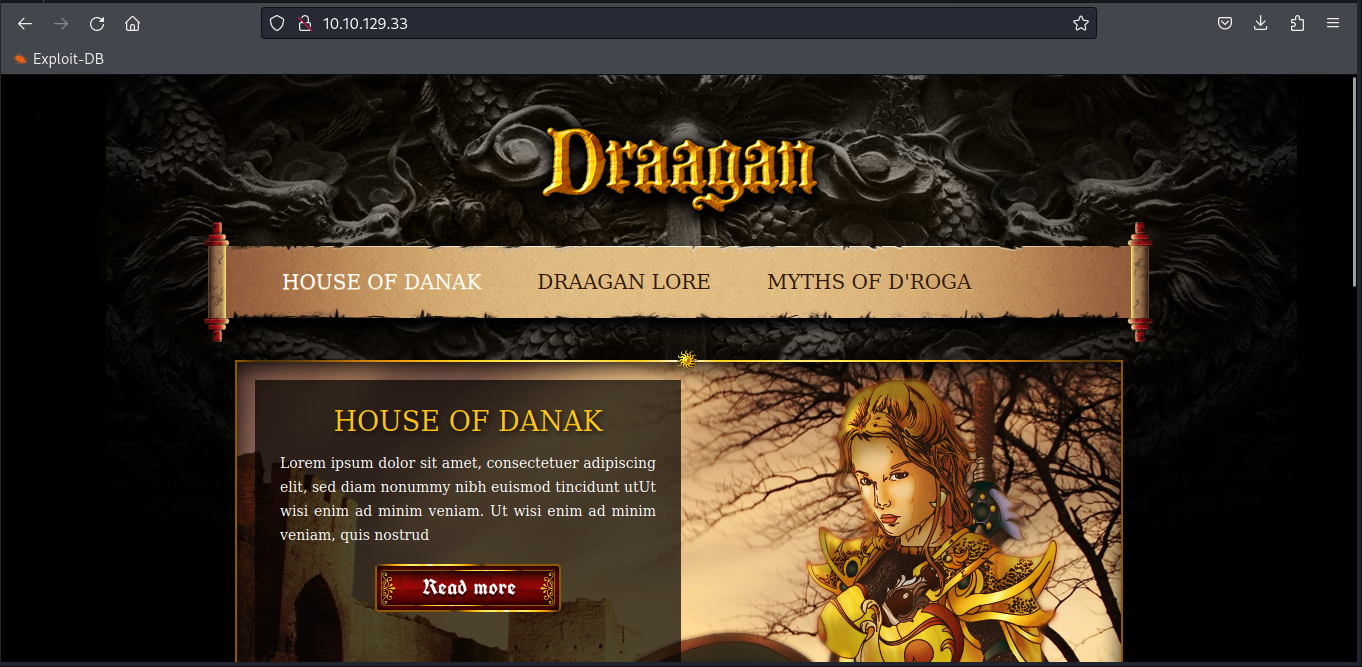 10.10.129.33
Exploit-DB
Draagan
HOUSE OF DANAK DRAAGAN LORE MYTHS OF D'ROGA
HOUSE OF DANAK
Lorem ipsum dolor sit amet, consectetuer adipiscing
elit, sed diam nonummy nibh euismod tincidunt utUt
wisi enim ad minim veniam. Ut wisi enim ad minim
veniam, quis nostrud
Read more